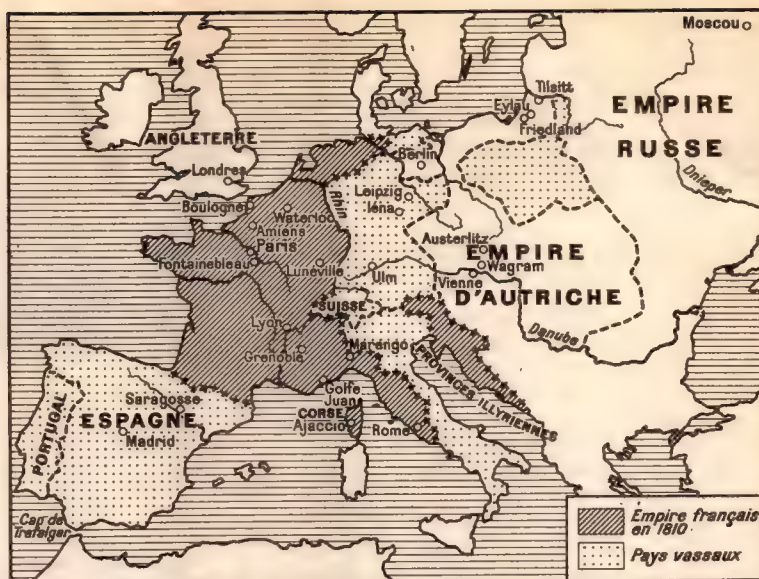 Moscou
Tilsitt
Eylau
Friedland
EMPIRE
RUSSE
Dnieper
ANGLETERRE
Londres
Berlin
Boulogne
Rhin
Leipzig
Iéna
Waterloo
Amiens
Paris
Fontainebleau
Lunéville
Ulm
Austerlitz
EMPIRE
Wagram
Vienne
D'AUTRICHE
SUISSE
Danube
Lyon
Grenoble
Marengo
PROVINCES ILLYRIENNES
Golfe
Juan
CORSE
Ajaccio
Rome
Saragosse
ESPAGNE
Madrid
PORTUGAL
Cap de
Trafalgar
Empire français
en 1810
Pays vassaux